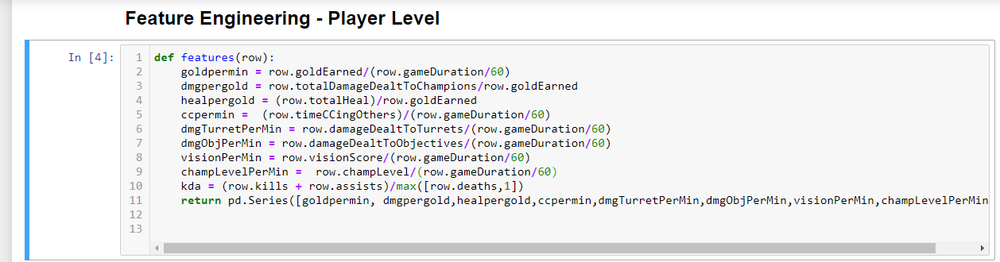 Feature Engineering - Player Level
In [4]:
1 def features(row):
2     goldpermin = row.goldEarned/(row.gameDuration/60)
3     dmgpergold = row.totalDamageDealtToChampions/row.goldEarned
4     healpergold = (row.totalHeal)/row.goldEarned
5     ccpermin =  (row.timeCCingOthers)/(row.gameDuration/60)
6     dmgTurretPerMin = row.damageDealtToTurrets/(row.gameDuration/60)
7     dmgObjPerMin = row.damageDealtToObjectives/(row.gameDuration/60)
8     visionPerMin = row.visionScore/(row.gameDuration/60)
9     champLevelPerMin =  row.champLevel/(row.gameDuration/60)
10     kda = (row.kills + row.assists)/max([row.deaths,1])
11     return pd.Series([goldpermin, dmgpergold,healpergold,ccpermin,dmgTurretPerMin,dmgObjPerMin,visionPerMin,champLevelPerMin
12
13